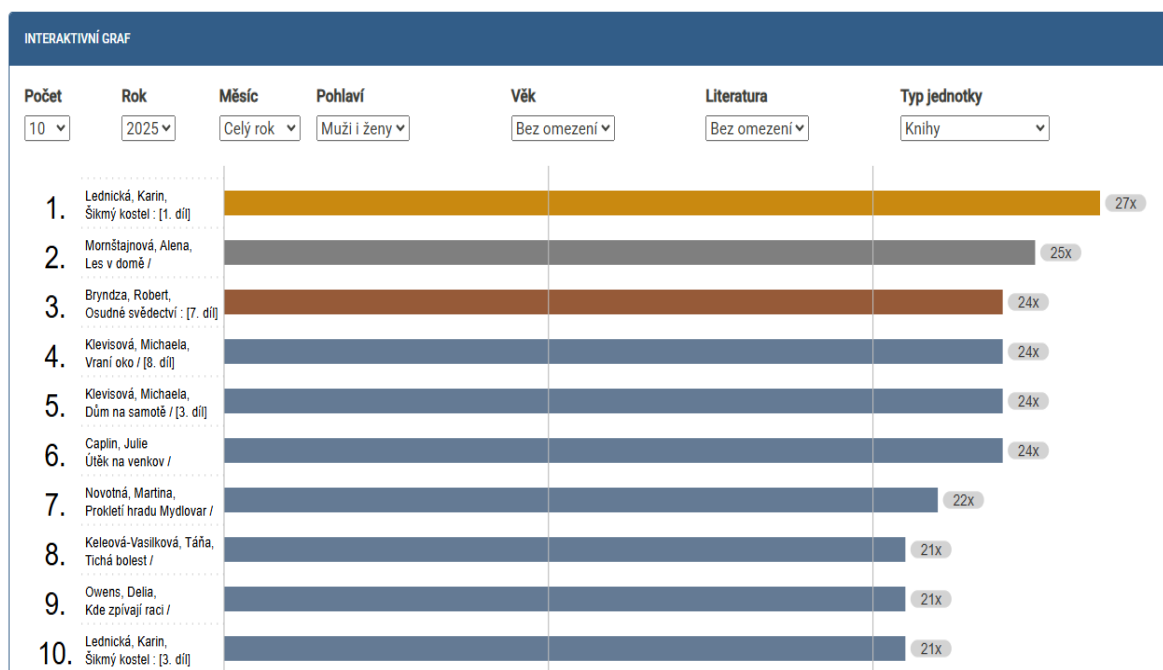 INTERAKTIVNÍ GRAF
Počet Rok Měsíc Pohlaví Věk Literatura Typ jednotky
10 2025 Celý rok Muži i ženy Bez omezení Bez omezení Knihy
1. Lednická, Karin,
Šikmý kostel : [1. díl]
27x
2. Mornštajnová, Alena,
Les v domě /
25x
3. Bryndza, Robert,
Osudné svědectví : [7. díl]
24x
4. Klevisová, Michaela,
Vraní oko / [8. díl]
24x
5. Klevisová, Michaela,
Dům na samotě / [3. díl]
24x
6. Caplin, Julie
Útěk na venkov /
24x
7. Novotná, Martina,
Prokletí hradu Mydlovar /
22x
8. Keleová-Vasilková, Táňa,
Tichá bolest /
21x
9. Owens, Delia,
Kde zpívají raci /
21x
10. Lednická, Karin,
Šikmý kostel : [3. díl]
21x